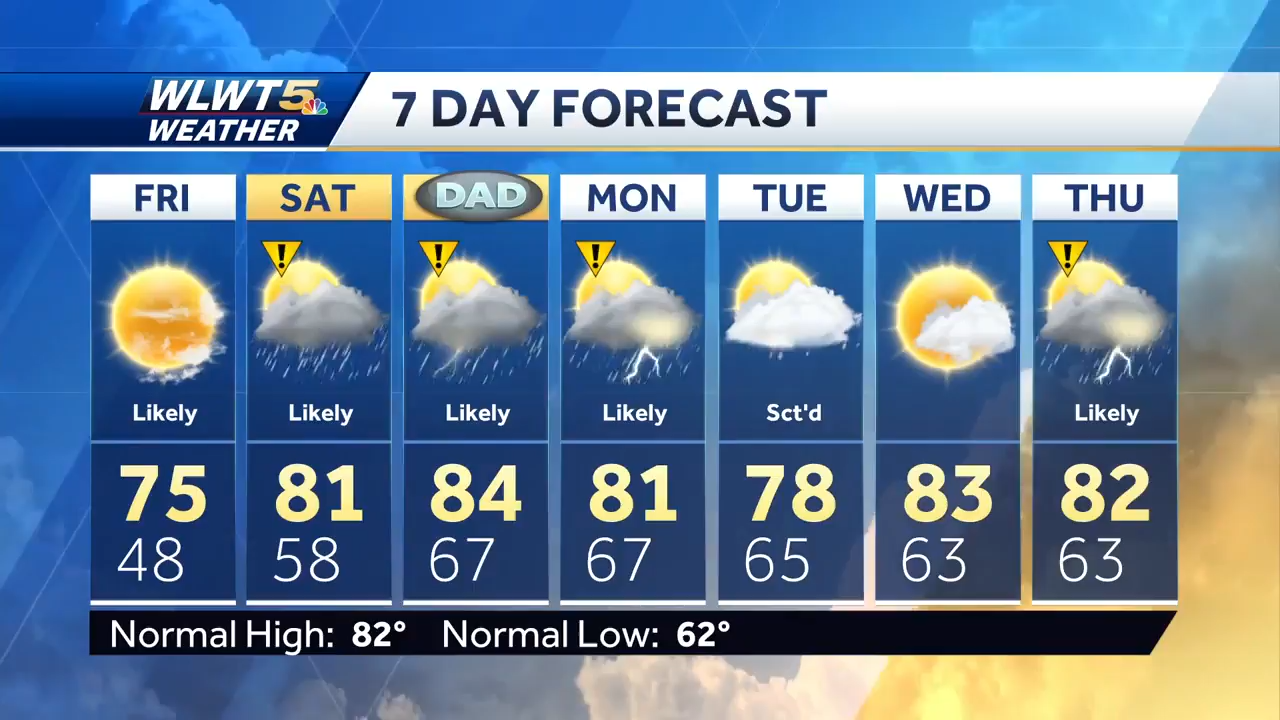 WLWT5
WEATHER
7 DAY FORECAST
FRI SAT DAD MON TUE WED THU
! ! ! !
Likely Likely Likely Likely Sct'd Likely
75 81 84 81 78 83 82
48 58 67 67 65 63 63
Normal High: 82° Normal Low: 62°